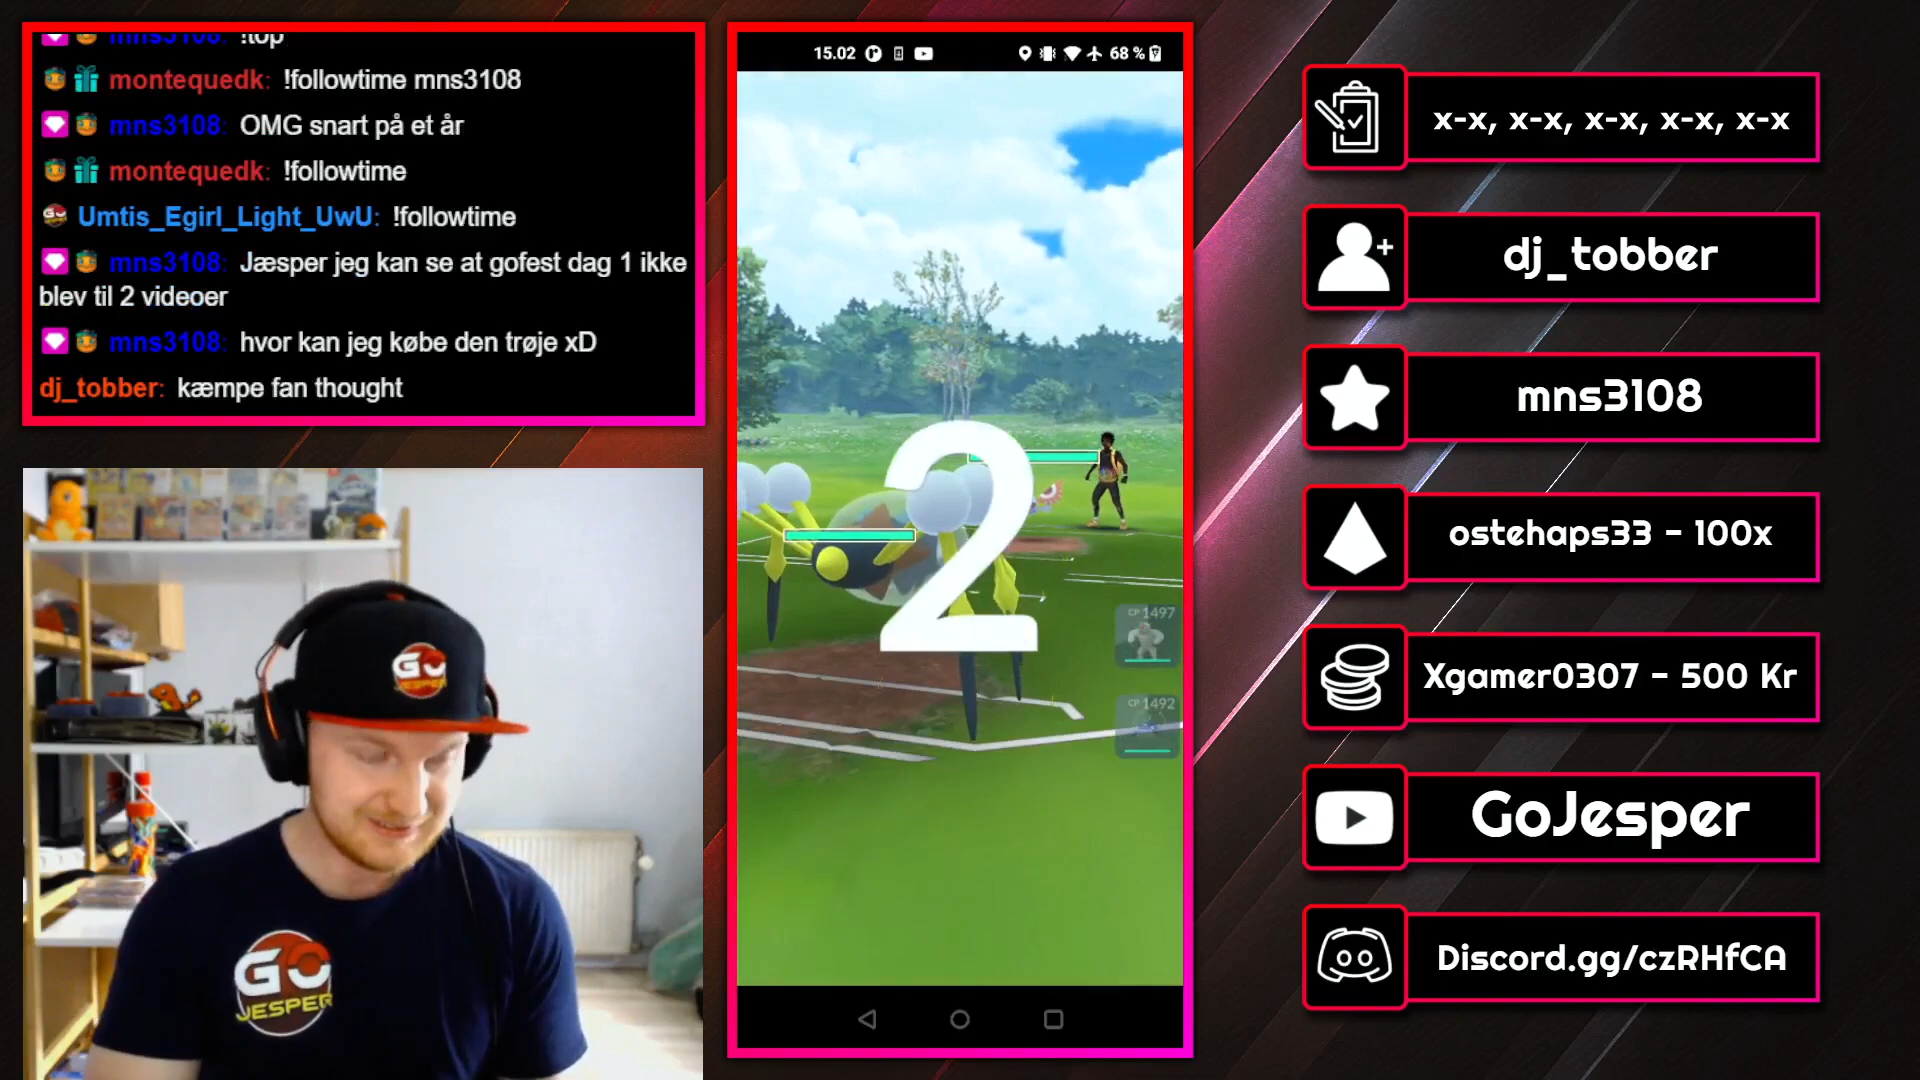 mns3108: !top
montequedk: !followtime mns3108
mns3108: OMG snart på et år
montequedk: !followtime
Umtis_Egirl_Light_UwU: !followtime
mns3108: Jæsper jeg kan se at gofest dag 1 ikke
blev til 2 videoer
mns3108: hvor kan jeg købe den trøje xD
dj_tobber: kæmpe fan thought
GO
JESPER
GO
JESPER
15.02
68 %
2
CP 1497
CP 1492
x-x, x-x, x-x, x-x, x-x
dj_tobber
mns3108
ostehaps33 - 100x
Xgamer0307 - 500 Kr
GoJesper
Discord.gg/czRHfCA